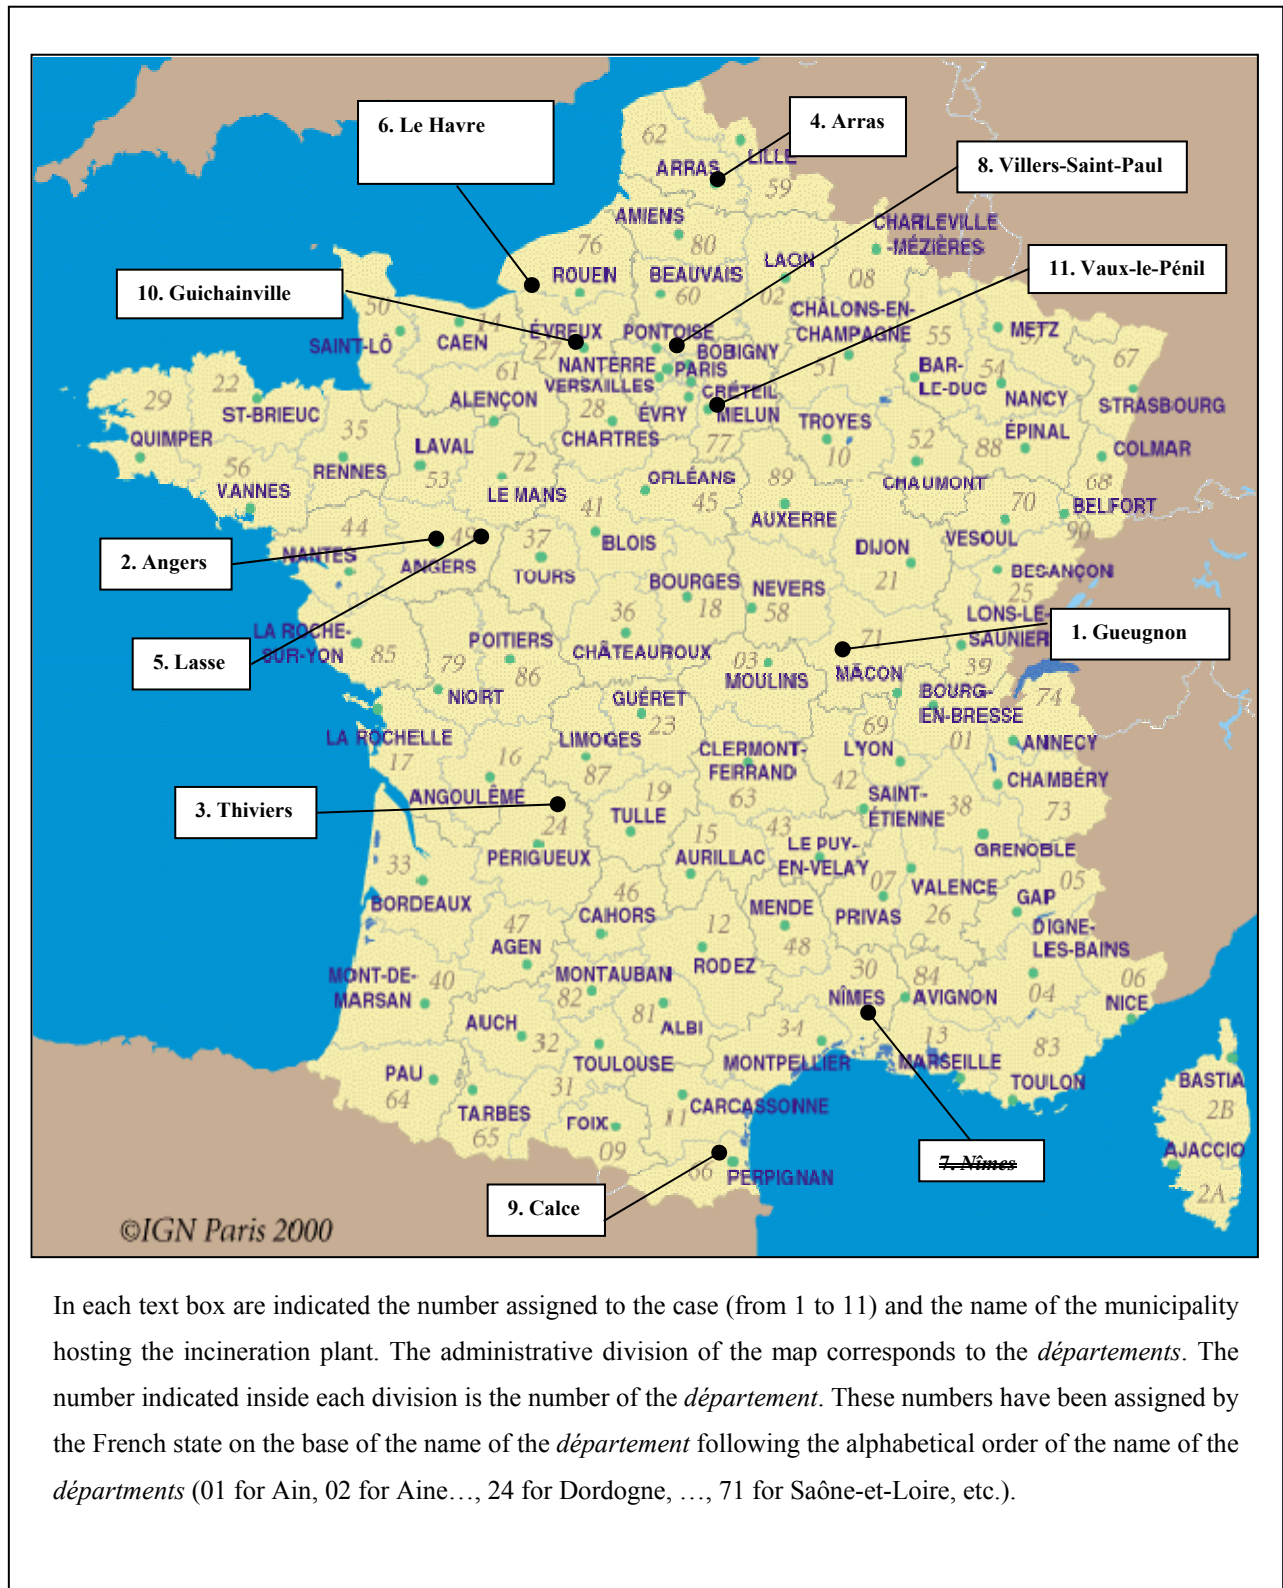 6. Le Havre
4. Arras
8. Villers-Saint-Paul
11. Vaux-le-Pénil
10. Guichainville
2. Angers
5. Lasse
1. Gueugnon
3. Thiviers
7. Nîmes
9. Calce
62
LILLE
ARRAS
59
AMIENS
80
76
CHARLEVILLE
-MÉZIÈRES
LAON
ROUEN
BEAUVAIS
60
02
08
50
14
CHÂLONS-EN-
CHAMPAGNE
55
METZ
57
SAINT-LÔ
CAEN
ÉVREUX
27
PONTOISE
BOBIGNY
NANTERRE
PARIS
VERSAILLES
CRÉTEIL
51
BAR-
LE-DUC
54
NANCY
67
STRASBOURG
29
22
ST-BRIEUC
61
ALENÇON
28
ÉVRY
MELUN
TROYES
QUIMPER
35
LAVAL
CHARTRES
77
10
52
88
ÉPINAL
COLMAR
56
VANNES
RENNES
53
72
LE MANS
ORLÉANS
45
89
CHAUMONT
68
70
BELFORT
90
41
AUXERRE
44
NANTES
49
ANGERS
37
TOURS
BLOIS
DIJON
21
VESOUL
BESANÇON
25
BOURGES
18
NEVERS
58
LA ROCHE-
SUR-YON
85
79
POITIERS
86
36
CHÂTEAUROUX
03
MOULINS
71
MÂCON
LONS-LE-
SAUNIER
39
NIORT
GUÉRET
23
BOURG-
EN-BRESSE
01
74
LA ROCHELLE
17
16
LIMOGES
87
CLERMONT-
FERRAND
63
69
LYON
42
ANNECY
CHAMBÉRY
73
ANGOULÊME
19
TULLE
SAINT-
ÉTIENNE
38
GRENOBLE
24
PÉRIGUEUX
15
AURILLAC
43
LE PUY-
EN-VELAY
33
BORDEAUX
07
PRIVAS
VALENCE
26
05
GAP
46
CAHORS
12
RODEZ
MENDE
48
DIGNE-
LES-BAINS
47
AGEN
MONT-DE-
MARSAN
40
MONTAUBAN
82
30
NÎMES
84
AVIGNON
04
06
NICE
AUCH
32
81
ALBI
34
MONTPELLIER
13
MARSEILLE
83
TOULON
TOULOUSE
31
PAU
64
TARBES
65
FOIX
09
11
CARCASSONNE
66
PERPIGNAN
BASTIA
2B
AJACCIO
2A
©IGN Paris 2000
In each text box are indicated the number assigned to the case (from 1 to 11) and the name of the municipality
hosting the incineration plant. The administrative division of the map corresponds to the départements. The
number indicated inside each division is the number of the département. These numbers have been assigned by
the French state on the base of the name of the département following the alphabetical order of the name of the
départments (01 for Ain, 02 for Aine…, 24 for Dordogne, …, 71 for Saône-et-Loire, etc.).